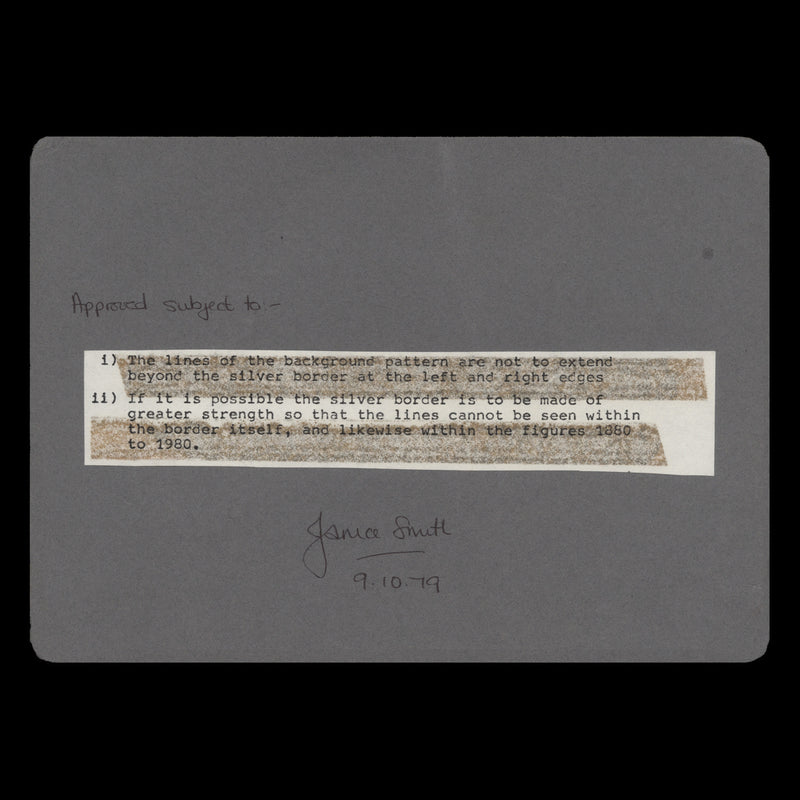 Approved subject to:-
i) The lines of the background pattern are not to extend
beyond the silver border at the left and right edges
ii) If it is possible the silver border is to be made of
greater strength so that the lines cannot be seen within
the border itself, and likewise within the figures 1860
to 1980.
Janice Smith
9.10.79